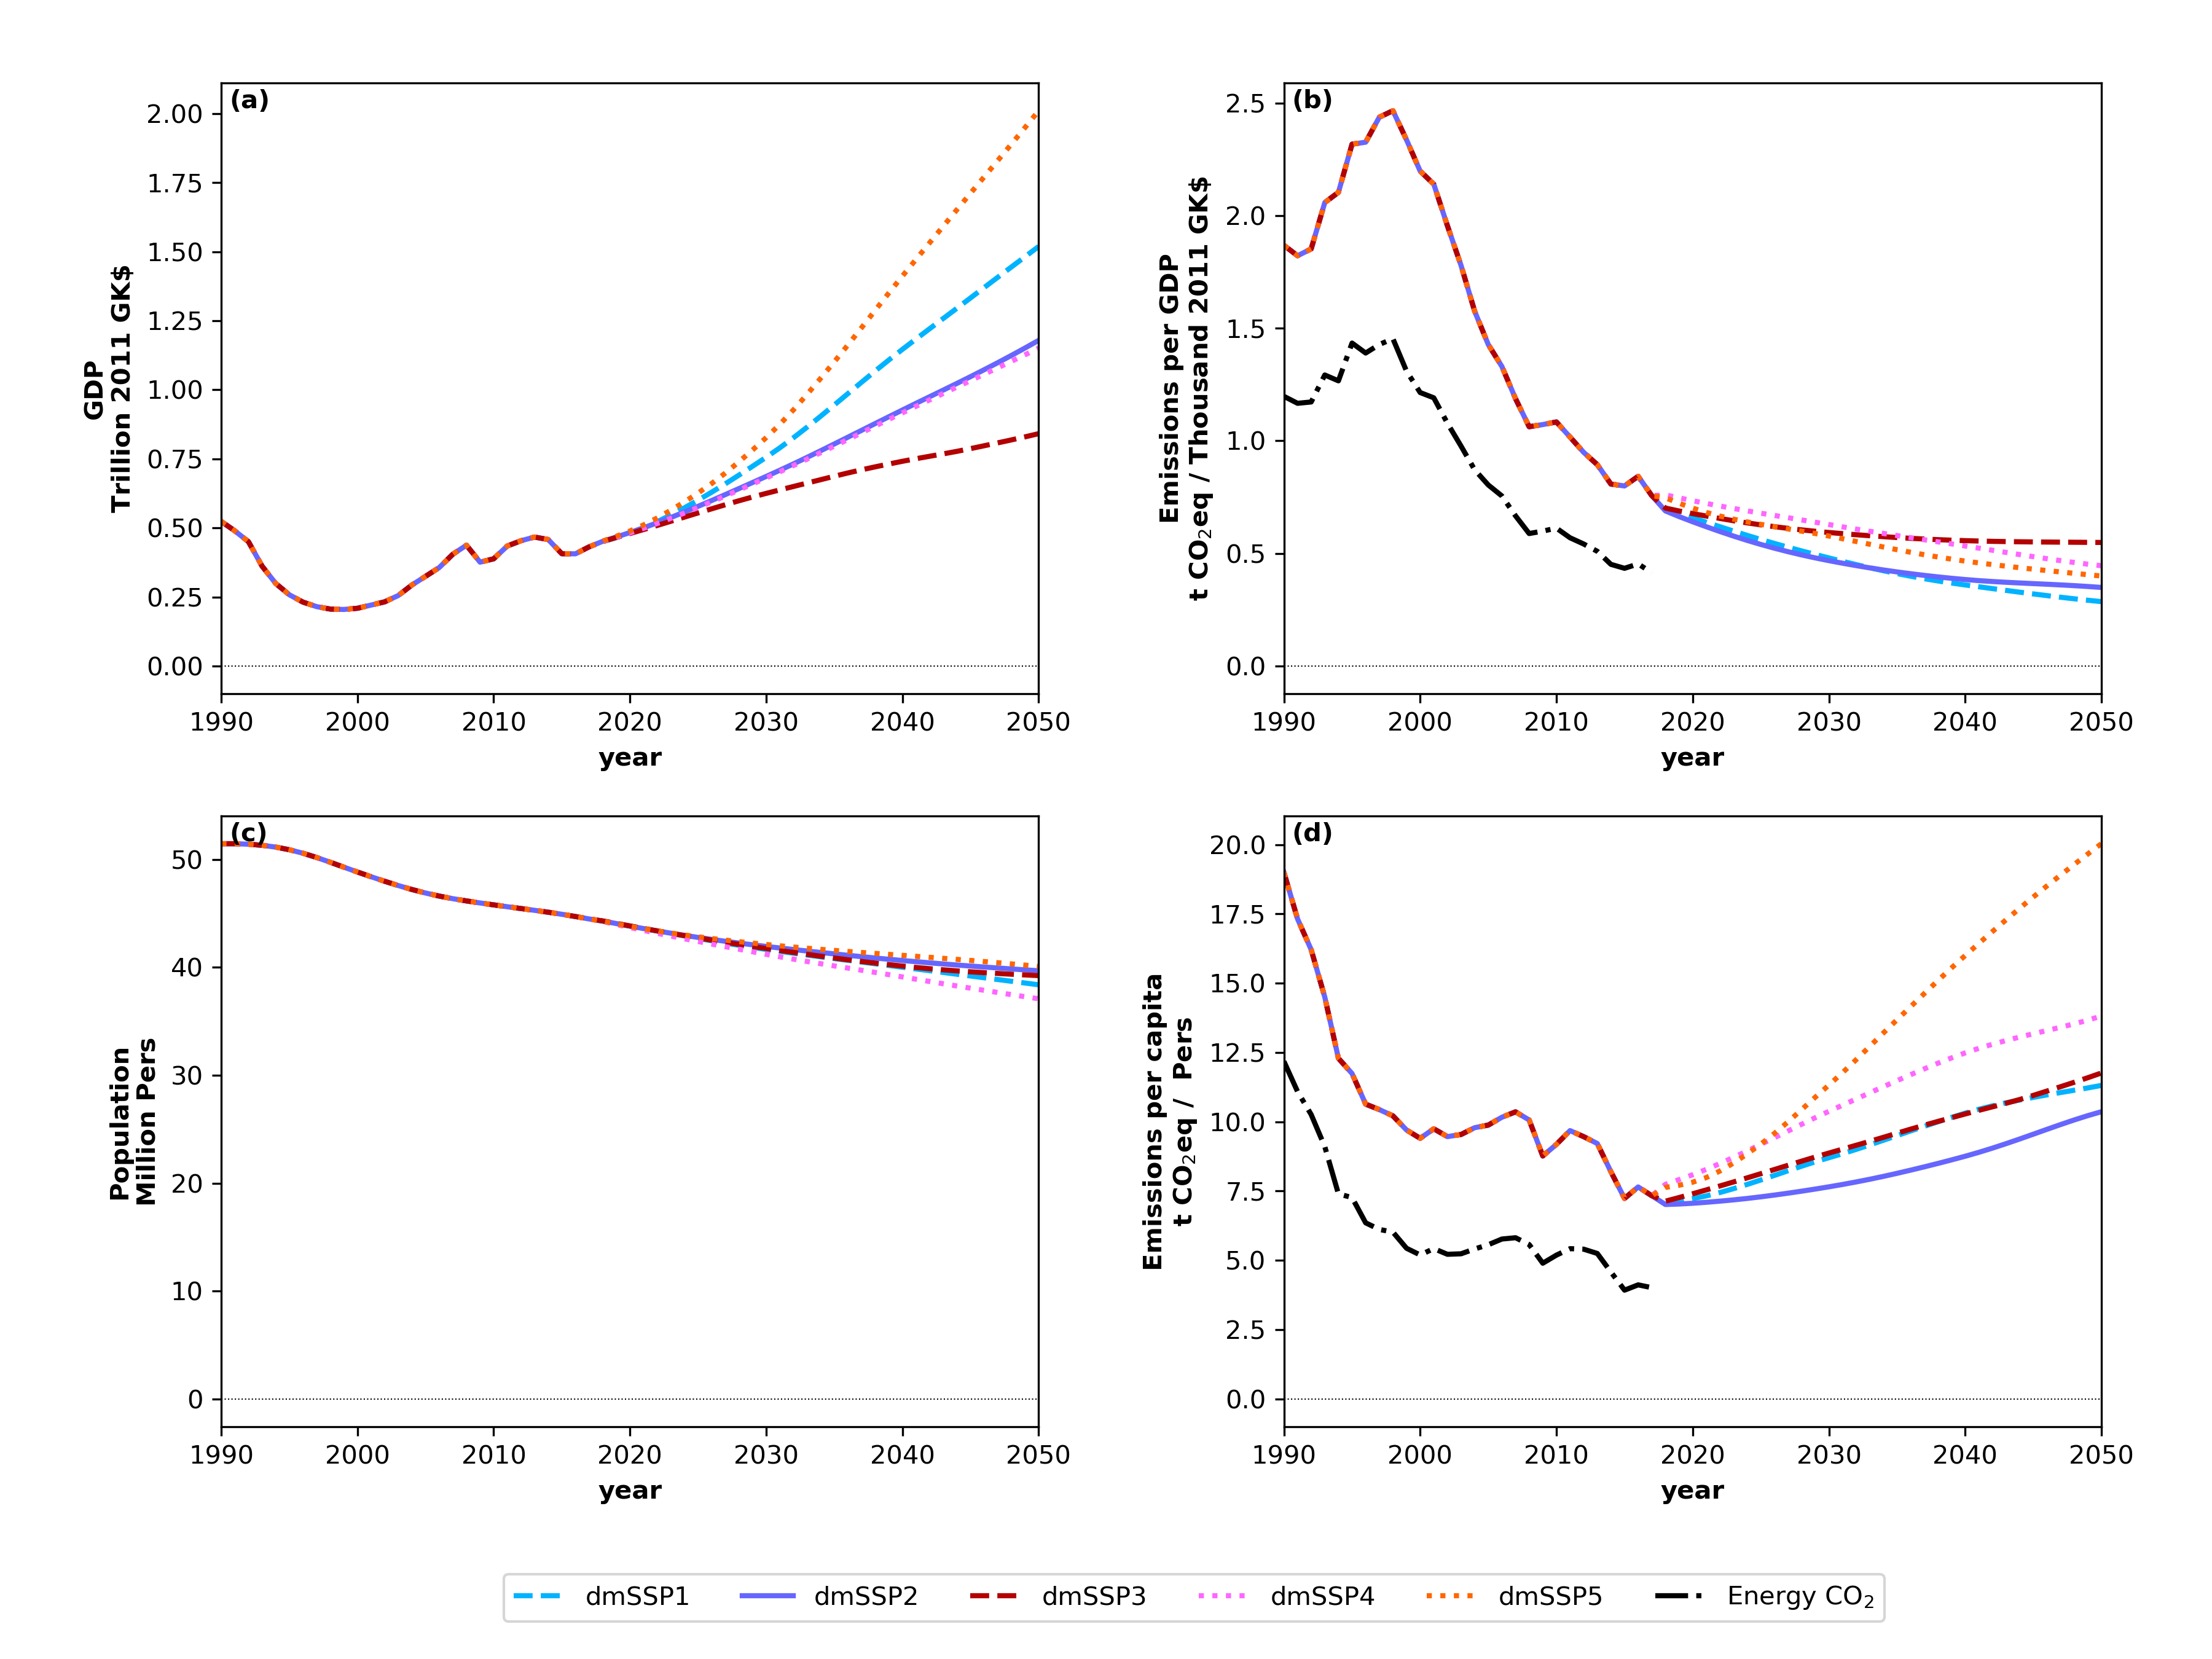 (a)
GDP
Trillion 2011 GK$
2.00
1.75
1.50
1.25
1.00
0.75
0.50
0.25
0.00
1990 2000 2010 2020 2030 2040 2050
year
(b)
Emissions per GDP
t CO₂eq / Thousand 2011 GK$
2.5
2.0
1.5
1.0
0.5
0.0
1990 2000 2010 2020 2030 2040 2050
year
(c)
Population
Million Pers
50
40
30
20
10
0
1990 2000 2010 2020 2030 2040 2050
year
(d)
Emissions per capita
t CO₂eq / Pers
20.0
17.5
15.0
12.5
10.0
7.5
5.0
2.5
0.0
1990 2000 2010 2020 2030 2040 2050
year
dmSSP1 dmSSP2 dmSSP3 dmSSP4 dmSSP5 Energy CO₂